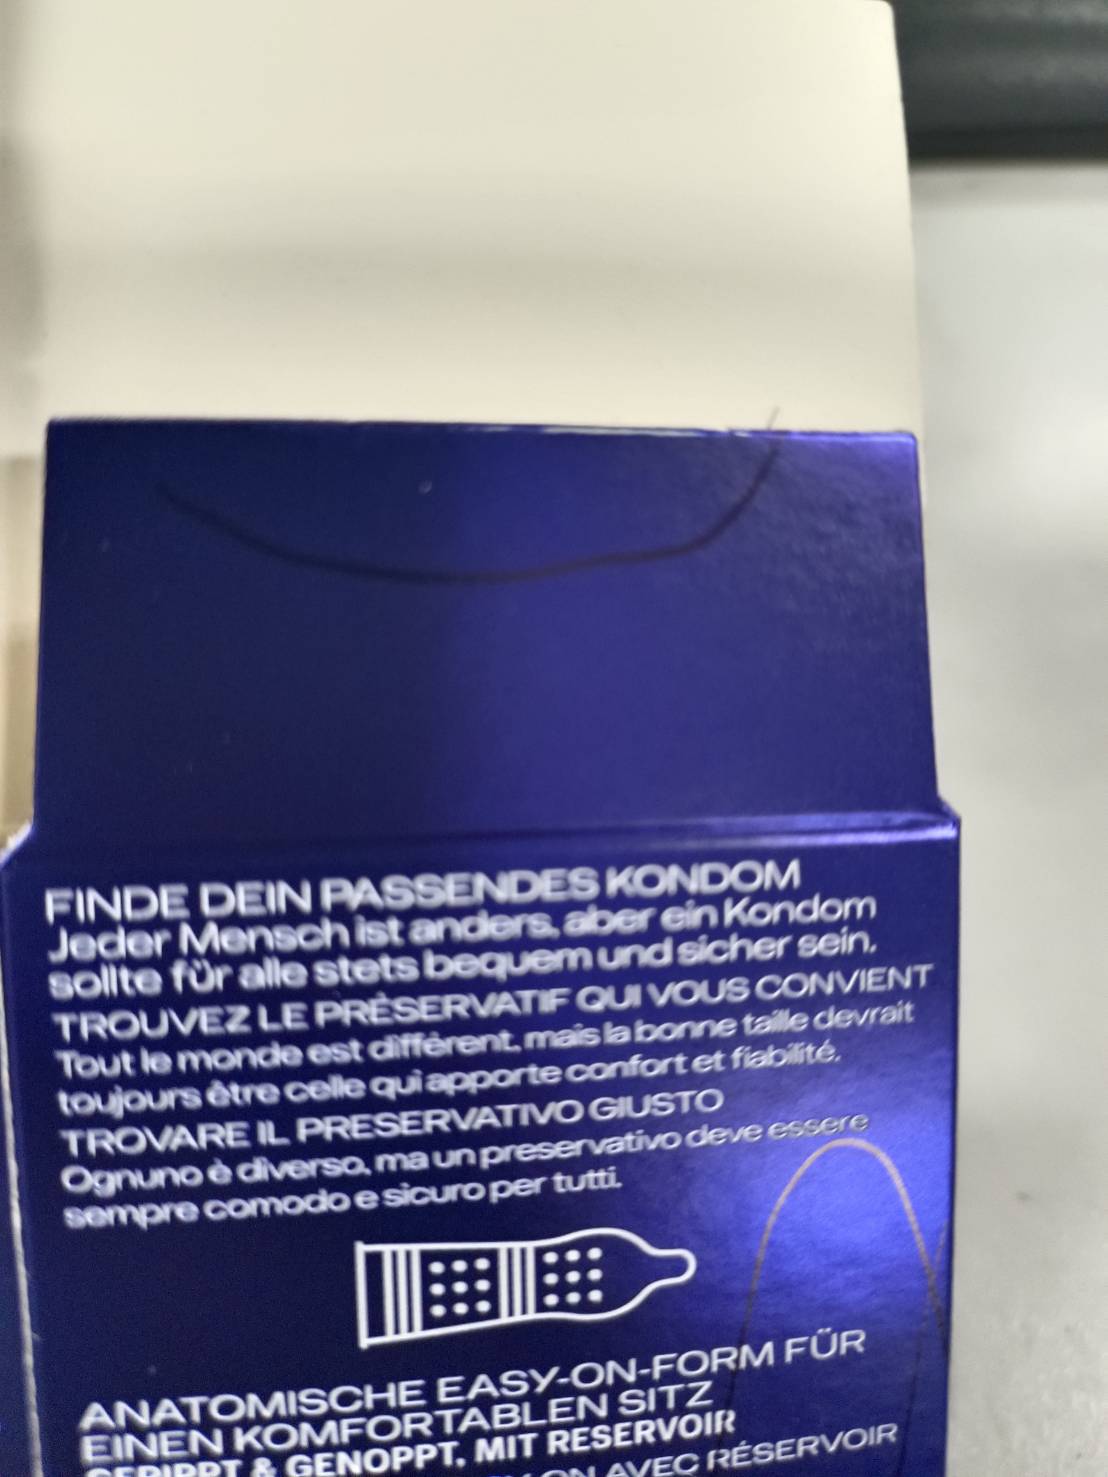 FINDE DEIN PASSENDES KONDOM
Jeder Mensch ist anders, aber ein Kondom
sollte für alle stets bequem und sicher sein.
TROUVEZ LE PRÉSERVATIF QUI VOUS CONVIENT
Tout le monde est différent, mais la bonne taille devrait
toujours être celle qui apporte confort et fiabilité.
TROVARE IL PRESERVATIVO GIUSTO
Ognuno è diverso, ma un preservativo deve essere
sempre comodo e sicuro per tutti.
ANATOMISCHE EASY-ON-FORM FÜR
EINEN KOMFORTABLEN SITZ
GERIPPT & GENOPPT, MIT RESERVOIR
ON AVEC RÉSERVOIR